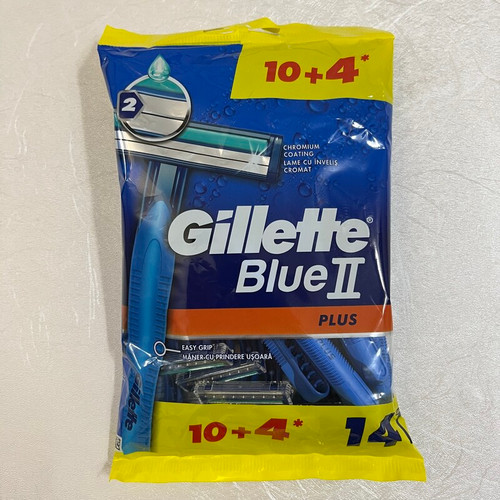 10+4*
2
CHROMIUM
COATING
LAME CU ÎNVELIȘ
CROMAT
Gillette®
Blue II
PLUS
EASY GRIP
MÂNER CU PRINDERE UȘOARĂ
Gillette
10+4*
14